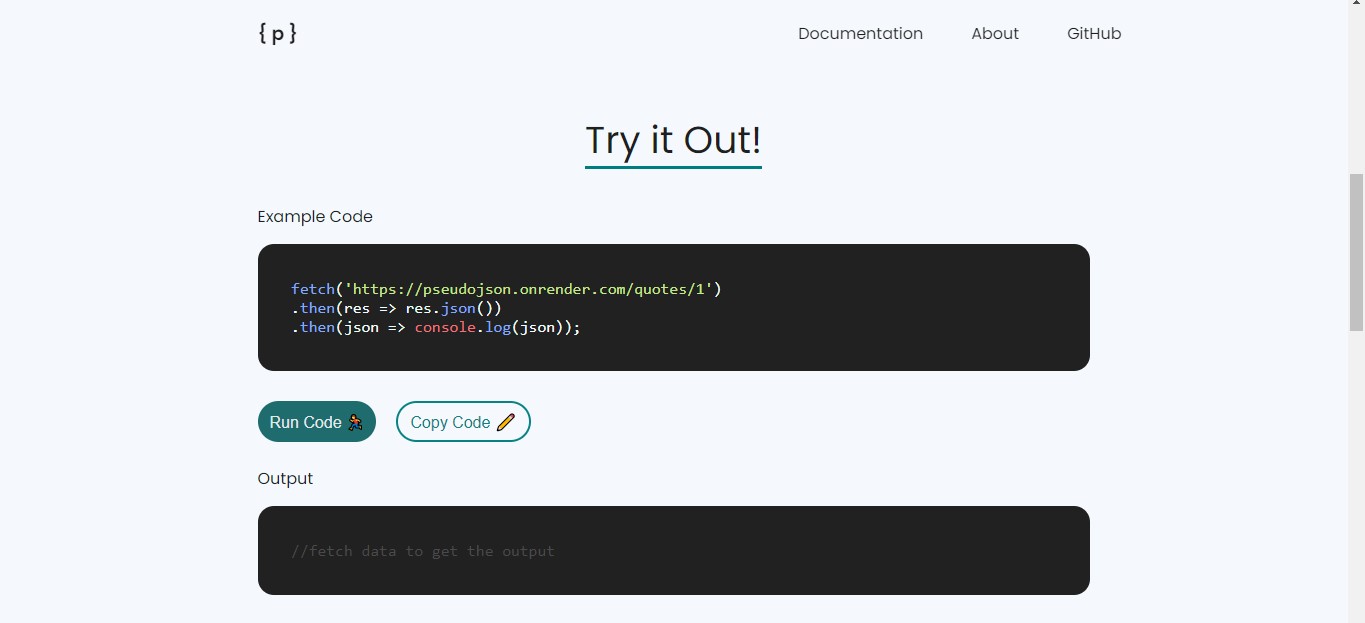 { p }
Documentation About GitHub
Try it Out!
Example Code
fetch('https://pseudojson.onrender.com/quotes/1')
.then(res => res.json())
.then(json => console.log(json));
Run Code 🏃 Copy Code ✏️
Output
//fetch data to get the output